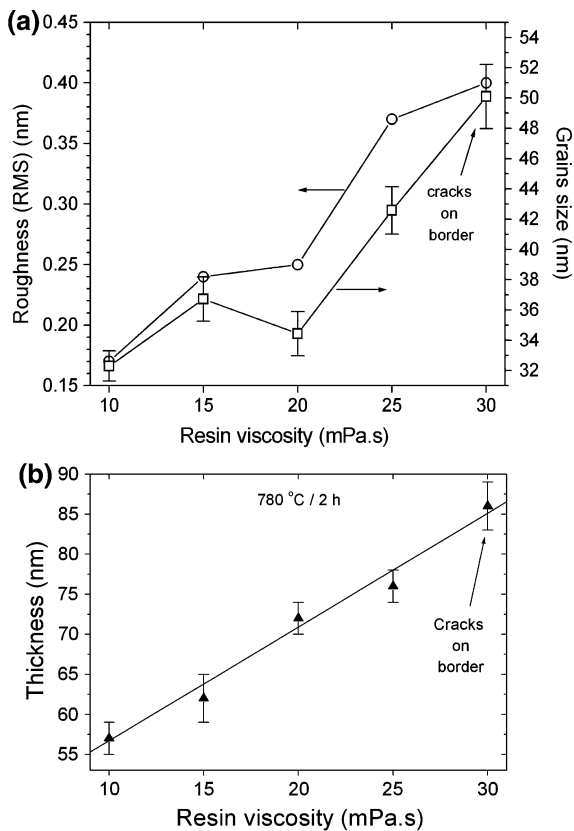 (a)
0.45
0.40
0.35
0.30
0.25
0.20
0.15
Roughness (RMS) (nm)
54
52
50
48
46
44
42
40
38
36
34
32
Grains size (nm)
cracks
on
border
10 15 20 25 30
Resin viscosity (mPa.s)
(b)
90
85
80
75
70
65
60
55
Thickness (nm)
780 °C / 2 h
Cracks
on
border
10 15 20 25 30
Resin viscosity (mPa.s)